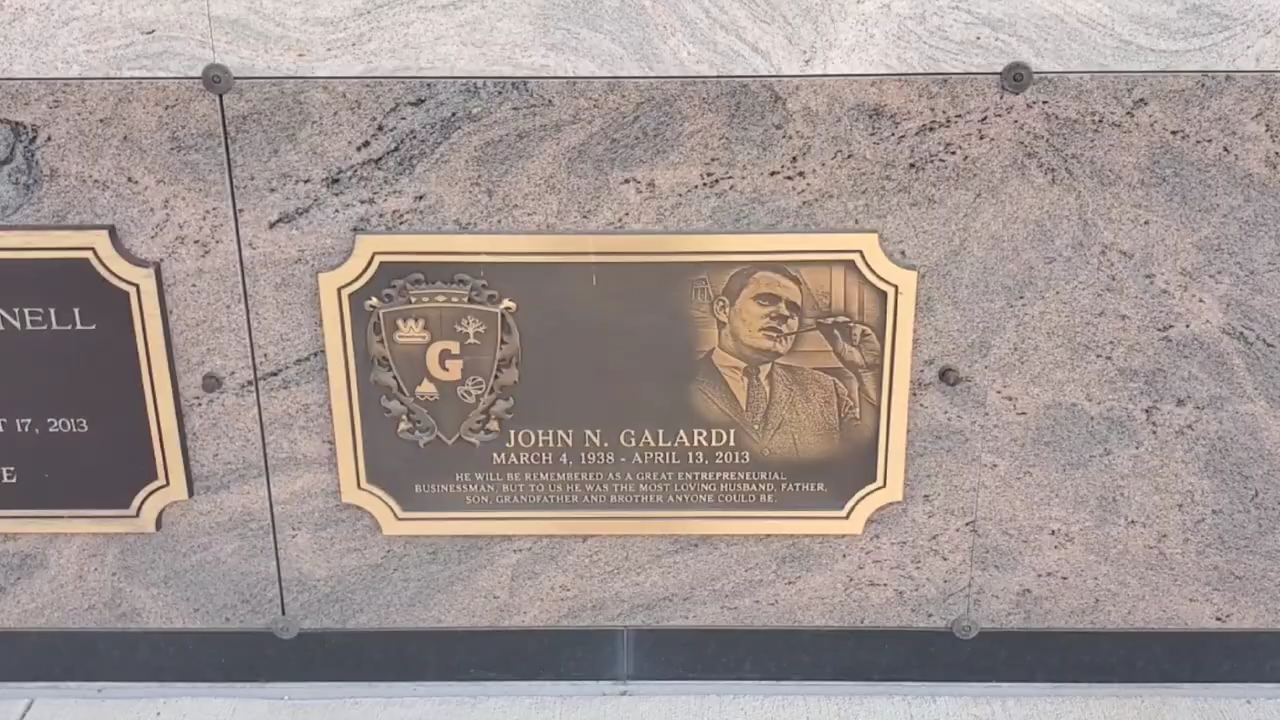 NELL
T 17, 2013
E
W
G
JOHN N. GALARDI
MARCH 4, 1938 - APRIL 13, 2013
HE WILL BE REMEMBERED AS A GREAT ENTREPRENEURIAL
BUSINESSMAN, BUT TO US HE WAS THE MOST LOVING HUSBAND, FATHER,
SON, GRANDFATHER AND BROTHER ANYONE COULD BE.